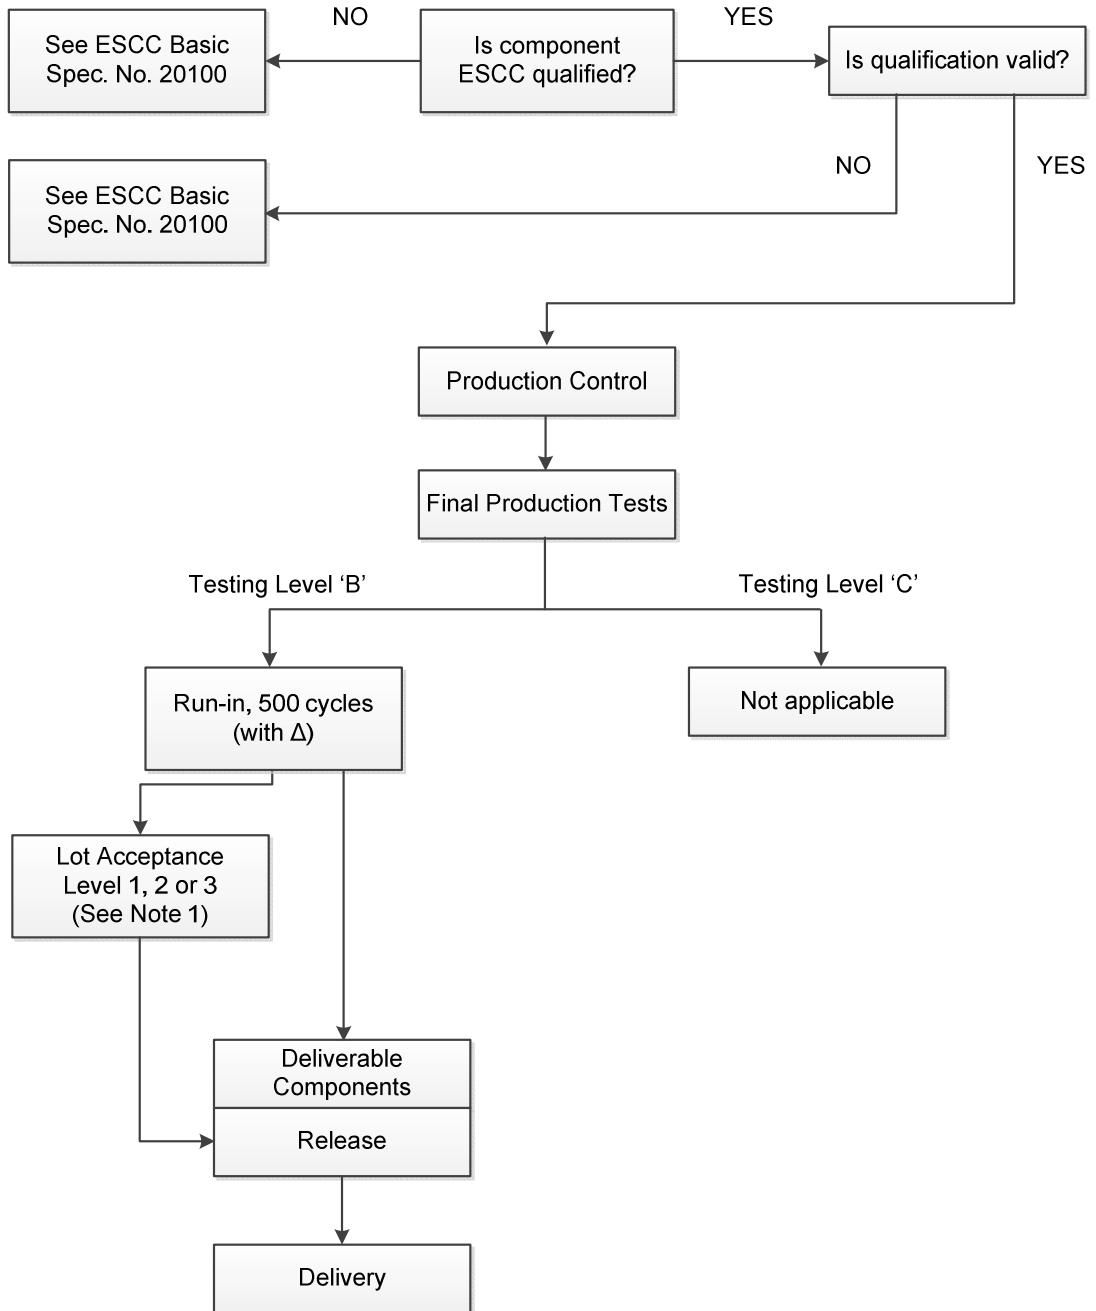 NO
YES
See ESCC Basic
Spec. No. 20100
Is component
ESCC qualified?
Is qualification valid?
NO
YES
See ESCC Basic
Spec. No. 20100
Production Control
Final Production Tests
Testing Level ‘B’
Testing Level ‘C’
Run-in, 500 cycles
(with Δ)
Not applicable
Lot Acceptance
Level 1, 2 or 3
(See Note 1)
Deliverable
Components
Release
Delivery